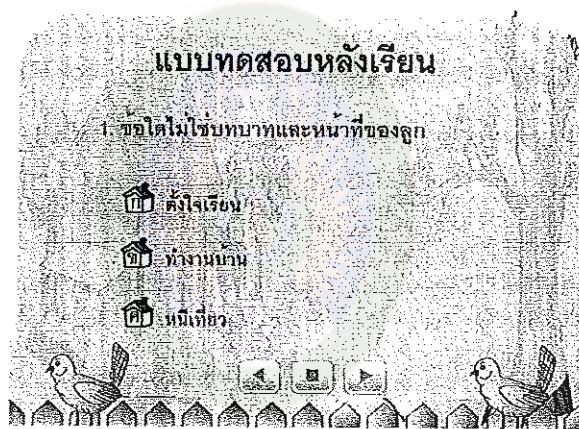 แบบทดสอบหลังเรียน
1. ข้อใดไม่ใช่บทบาทและหน้าที่ของลูก
ก ตั้งใจเรียน
ข ทำงานบ้าน
ค หนีเที่ยว